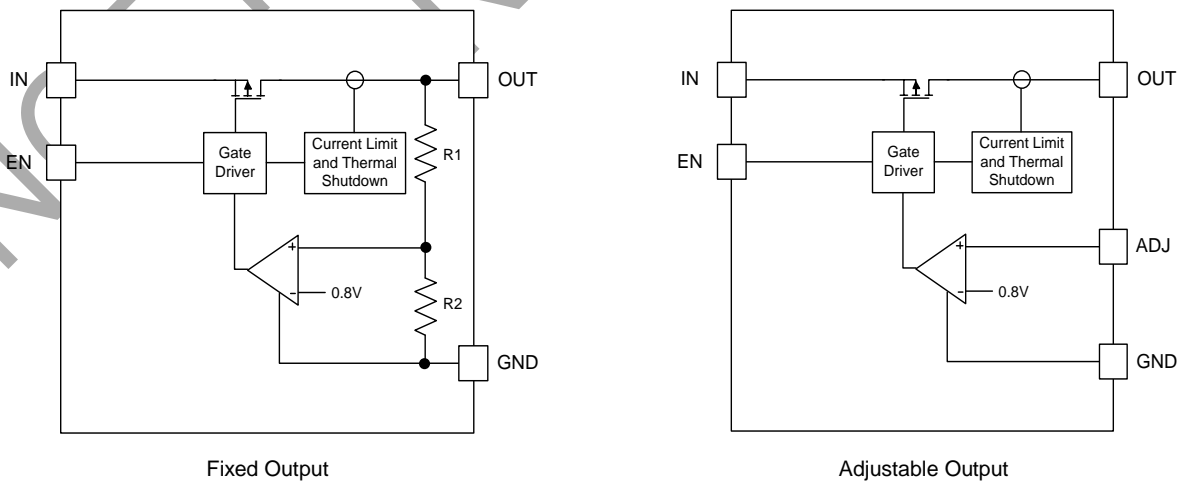 IN
OUT
EN
Gate
Driver
Current Limit
and Thermal
Shutdown
R1
+
-
0.8V
R2
GND
Fixed Output
IN
OUT
EN
Gate
Driver
Current Limit
and Thermal
Shutdown
+
ADJ
-
0.8V
GND
Adjustable Output